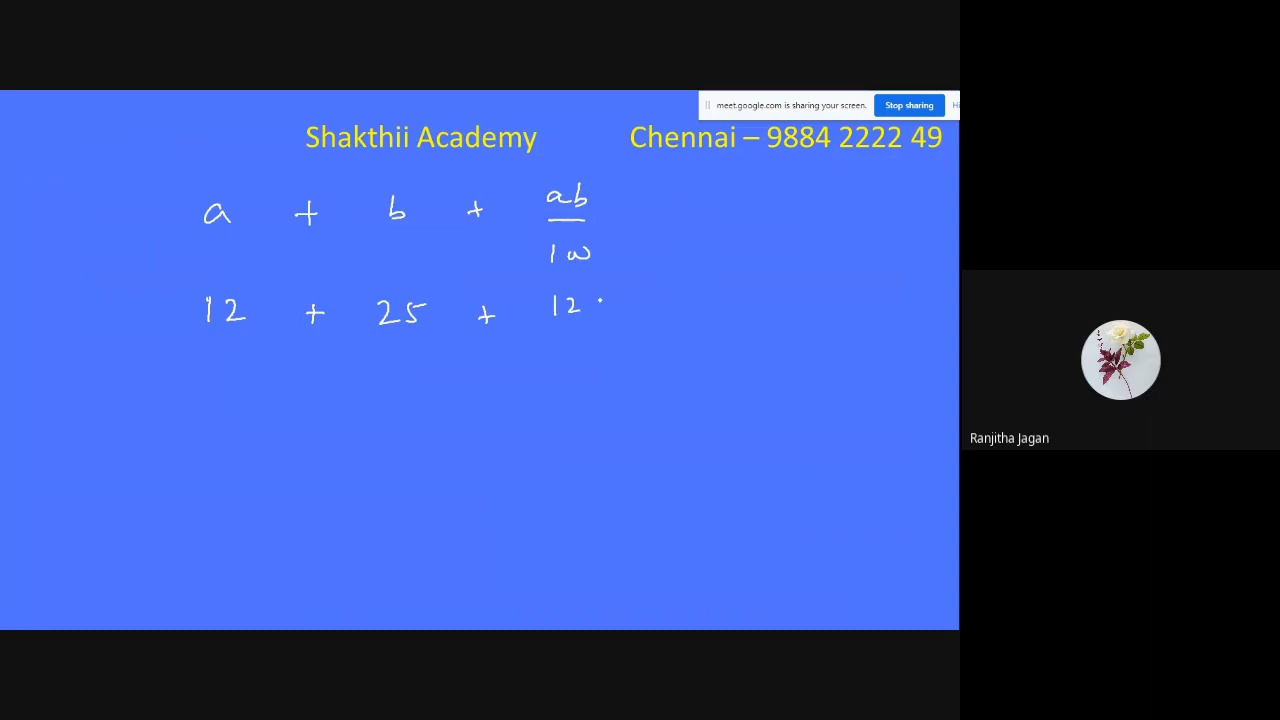 meet.google.com is sharing your screen. Stop sharing Hi
Shakthii Academy Chennai – 9884 2222 49
a + b + ab
100
12 + 25 + 12 .
Ranjitha Jagan